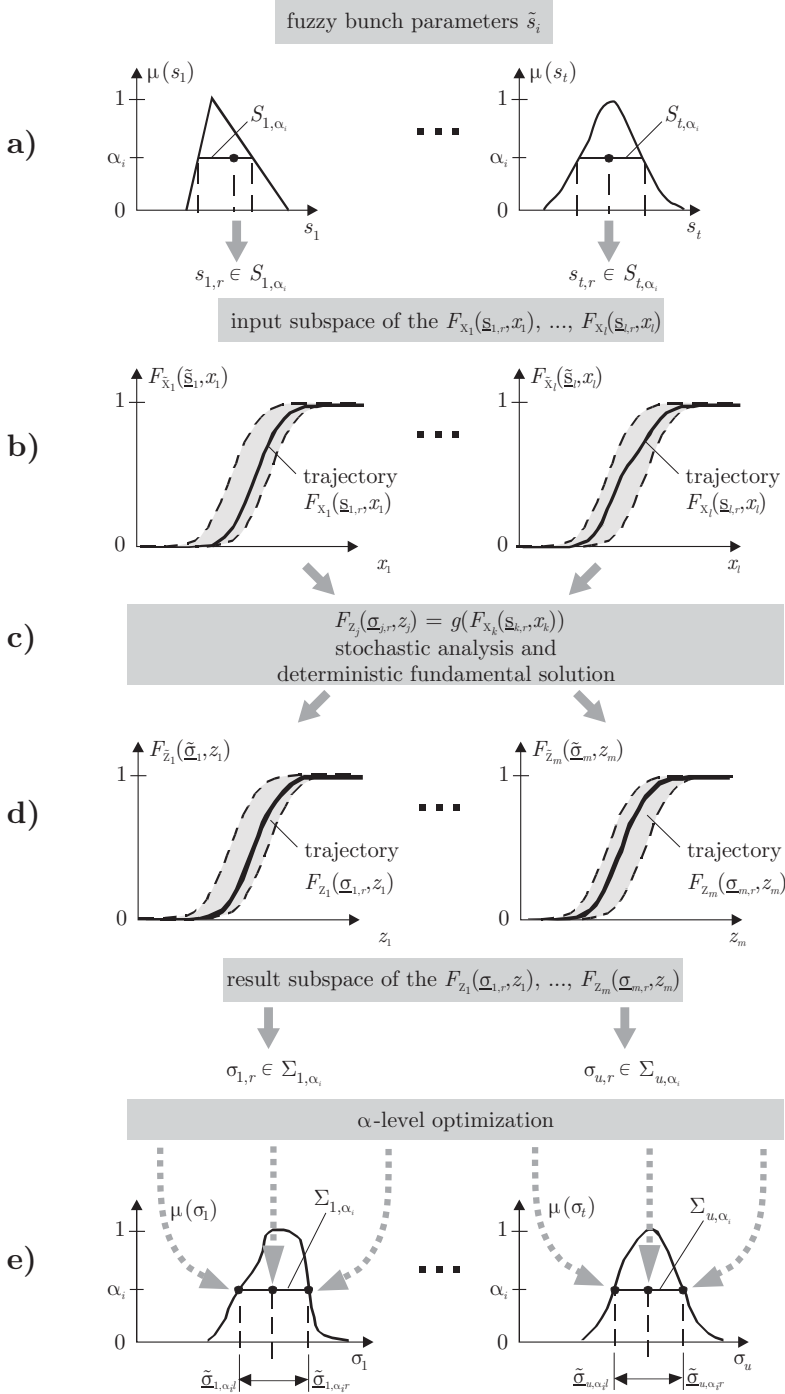 fuzzy bunch parameters s̃ᵢ
a)
μ(s₁)
1
S₁,αᵢ
αᵢ
0
s₁
s₁,ᵣ ∈ S₁,αᵢ
μ(sₜ)
1
Sₜ,αᵢ
αᵢ
0
sₜ
sₜ,ᵣ ∈ Sₜ,αᵢ
input subspace of the F_X₁(s̲₁,ᵣ,x₁), ..., F_Xₗ(s̲ₗ,ᵣ,xₗ)
b)
F_X̃₁(s̲̃₁,x₁)
1
trajectory
F_X₁(s̲₁,ᵣ,x₁)
0
x₁
F_X̃ₗ(s̲̃ₗ,xₗ)
1
trajectory
F_Xₗ(s̲ₗ,ᵣ,xₗ)
0
xₗ
c)
F_Zⱼ(σ̲ⱼ,ᵣ,zⱼ) = g(F_Xₖ(s̲ₖ,ᵣ,xₖ))
stochastic analysis and
deterministic fundamental solution
d)
F_Z̃₁(σ̲̃₁,z₁)
1
trajectory
F_Z₁(σ̲₁,ᵣ,z₁)
0
z₁
F_Z̃ₘ(σ̲̃ₘ,zₘ)
1
trajectory
F_Zₘ(σ̲ₘ,ᵣ,zₘ)
0
zₘ
result subspace of the F_Z₁(σ̲₁,ᵣ,z₁), ..., F_Zₘ(σ̲ₘ,ᵣ,zₘ)
σ₁,ᵣ ∈ Σ₁,αᵢ
σᵤ,ᵣ ∈ Σᵤ,αᵢ
α-level optimization
e)
μ(σ₁)
1
Σ₁,αᵢ
αᵢ
0
σ₁
σ̲̃₁,αᵢl
σ̲̃₁,αᵢr
μ(σₜ)
1
Σᵤ,αᵢ
αᵢ
0
σᵤ
σ̲̃ᵤ,αᵢl
σ̲̃ᵤ,αᵢr